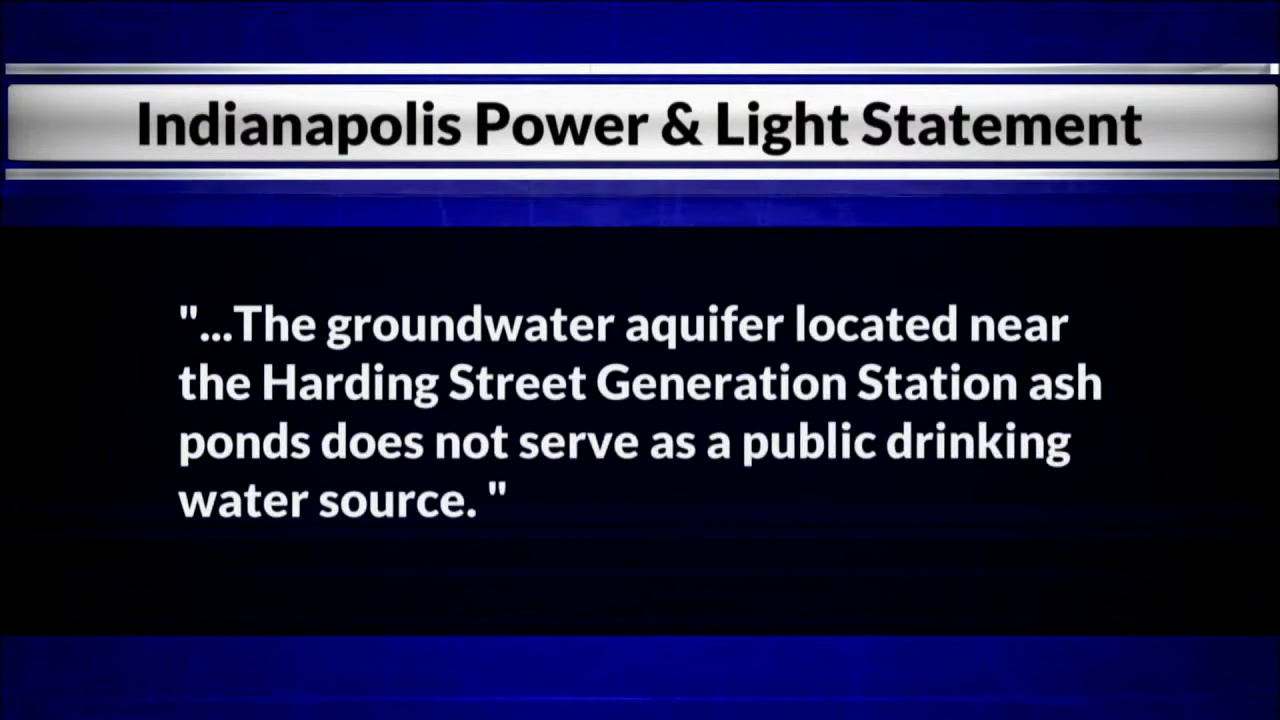 Indianapolis Power & Light Statement
"...The groundwater aquifer located near
the Harding Street Generation Station ash
ponds does not serve as a public drinking
water source. "